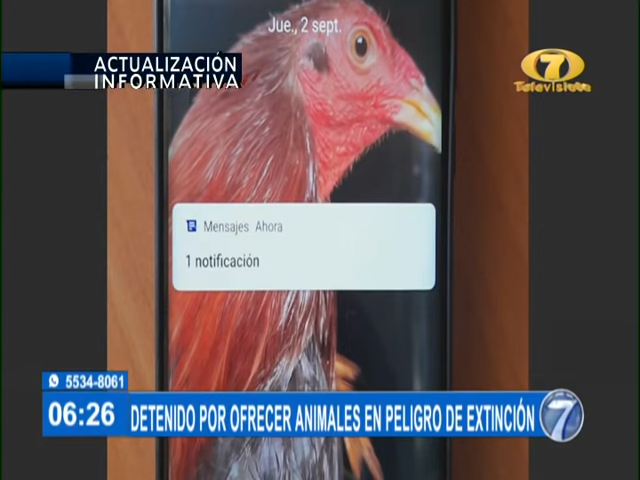 Jue., 2 sept.
ACTUALIZACIÓN
INFORMATIVA
7
Televisiete
Mensajes Ahora
1 notificación
5534-8061
06:26
DETENIDO POR OFRECER ANIMALES EN PELIGRO DE EXTINCIÓN
7